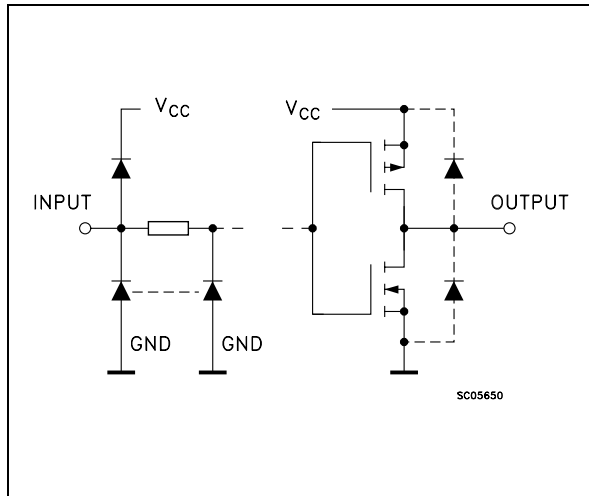 VCC
VCC
INPUT
OUTPUT
GND
GND
SC05650